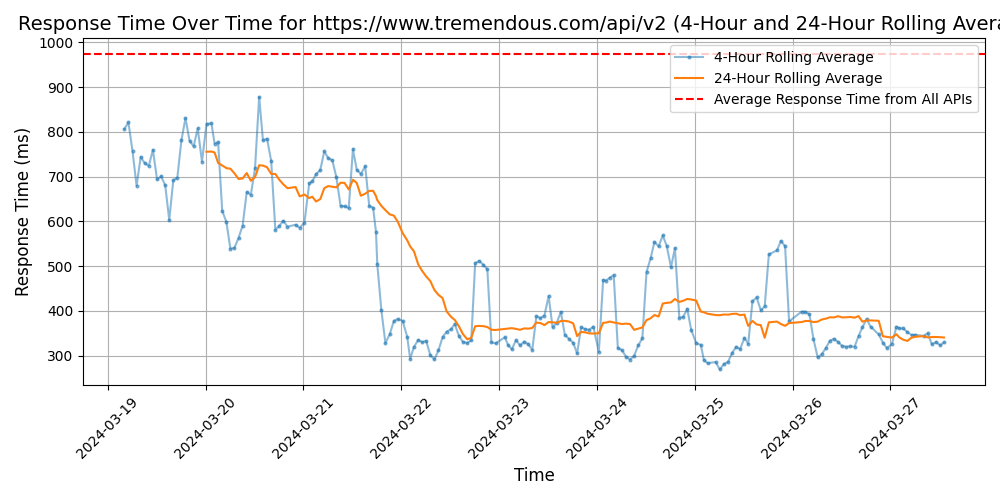 Response Time Over Time for https://www.tremendous.com/api/v2 (4-Hour and 24-Hour Rolling Avera
1000
900
800
700
600
500
400
300
Response Time (ms)
4-Hour Rolling Average
24-Hour Rolling Average
Average Response Time from All APIs
2024-03-19
2024-03-20
2024-03-21
2024-03-22
2024-03-23
2024-03-24
2024-03-25
2024-03-26
2024-03-27
Time